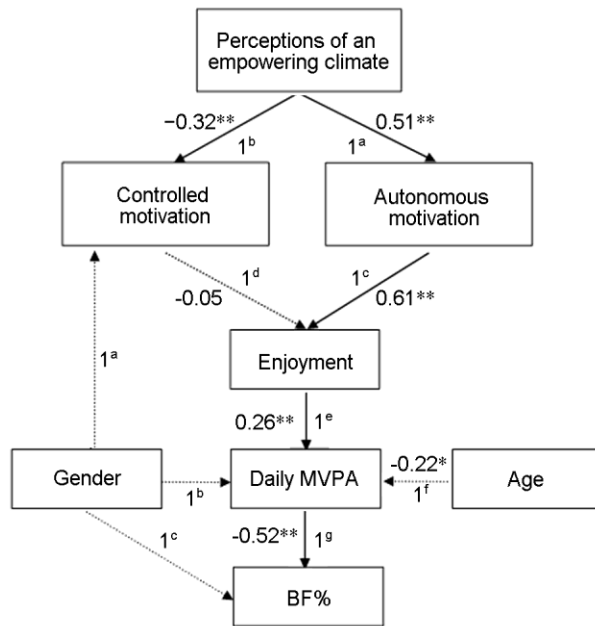 Perceptions of an
empowering climate
−0.32**
0.51**
1ᵇ
1ᵃ
Controlled
motivation
Autonomous
motivation
1ᵈ
1ᶜ
-0.05
0.61**
1ᵃ
Enjoyment
0.26**
1ᵉ
Gender
Daily MVPA
-0.22*
Age
1ᵇ
1ᶠ
1ᶜ
-0.52**
1ᵍ
BF%